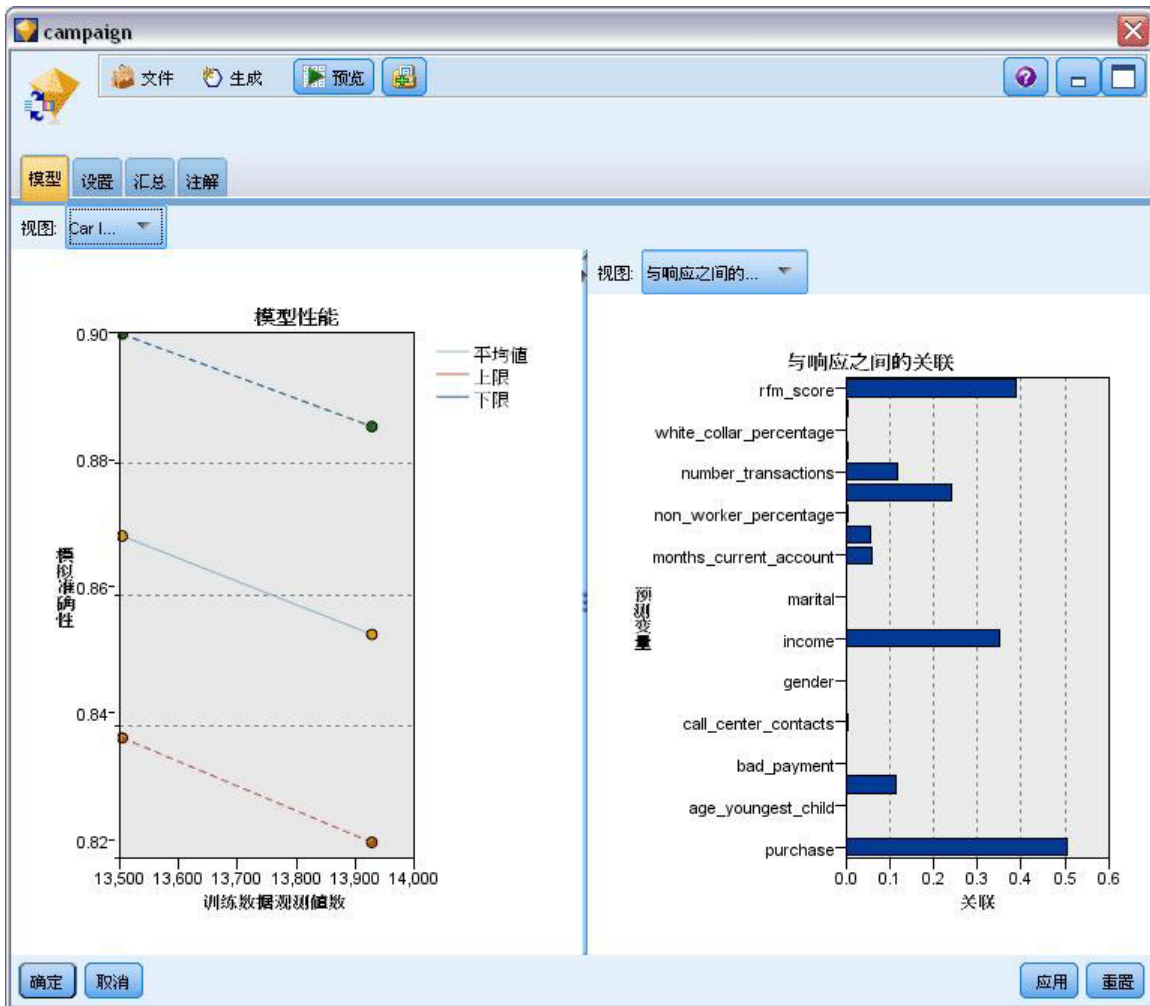 campaign
文件 生成 预览
模型 设置 汇总 注解
视图: Car l...
模型性能
0.90
0.88
0.86
0.84
0.82
模拟准确性
13,500 13,600 13,700 13,800 13,900 14,000
训练数据观测值数
平均值
上限
下限
视图: 与响应之间的...
与响应之间的关联
rfm_score
white_collar_percentage
number_transactions
non_worker_percentage
months_current_account
marital
income
gender
call_center_contacts
bad_payment
age_youngest_child
purchase
预测变量
0.0 0.1 0.2 0.3 0.4 0.5 0.6
关联
确定 取消 应用 重置